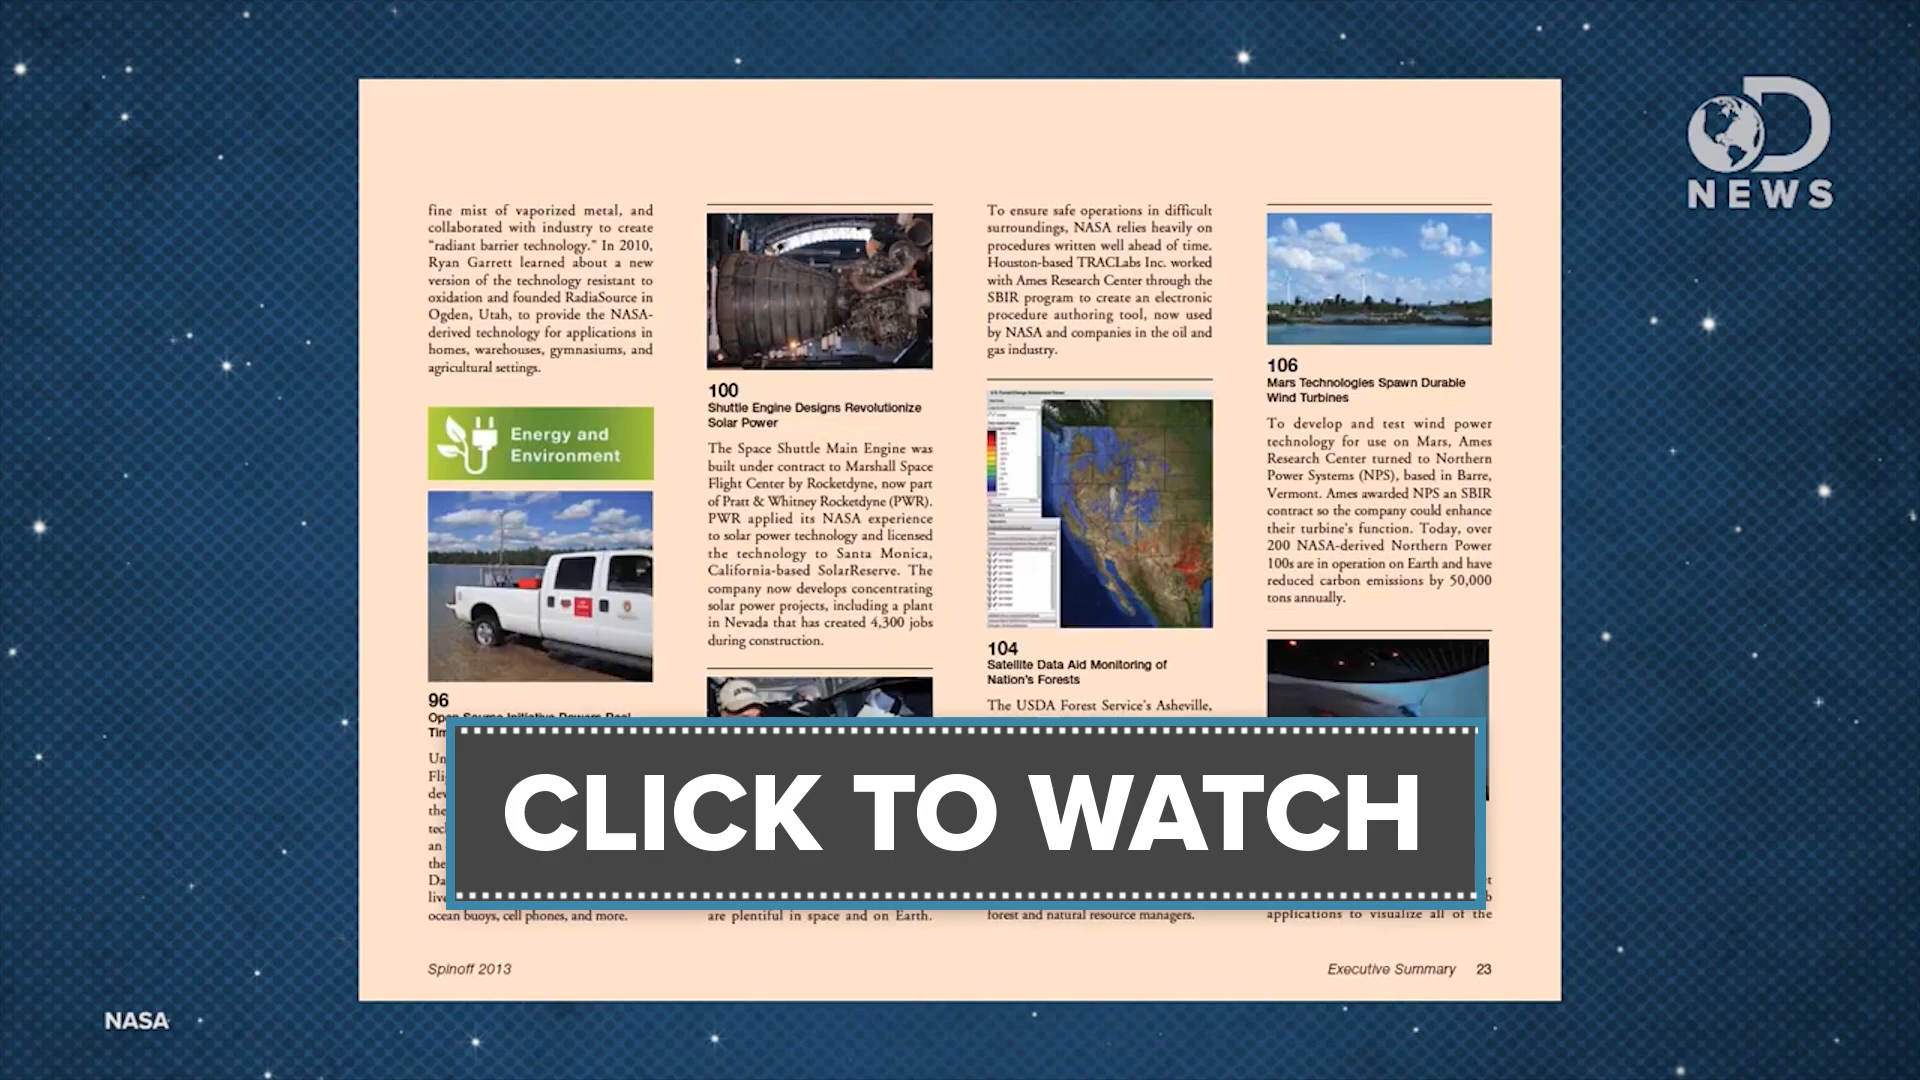 fine mist of vaporized metal, and
collaborated with industry to create
“radiant barrier technology.” In 2010,
Ryan Garrett learned about a new
version of the technology resistant to
oxidation and founded RadiaSource in
Ogden, Utah, to provide the NASA-
derived technology for applications in
homes, warehouses, gymnasiums, and
agricultural settings.
Energy and
Environment
96
ocean buoys, cell phones, and more.
100
Shuttle Engine Designs Revolutionize
Solar Power
The Space Shuttle Main Engine was
built under contract to Marshall Space
Flight Center by Rocketdyne, now part
of Pratt & Whitney Rocketdyne (PWR).
PWR applied its NASA experience
to solar power technology and licensed
the technology to Santa Monica,
California-based SolarReserve. The
company now develops concentrating
solar power projects, including a plant
in Nevada that has created 4,300 jobs
during construction.
are plentiful in space and on Earth.
To ensure safe operations in difficult
surroundings, NASA relies heavily on
procedures written well ahead of time.
Houston-based TRACLabs Inc. worked
with Ames Research Center through the
SBIR program to create an electronic
procedure authoring tool, now used
by NASA and companies in the oil and
gas industry.
104
Satellite Data Aid Monitoring of
Nation’s Forests
The USDA Forest Service’s Asheville,
forest and natural resource managers.
106
Mars Technologies Spawn Durable
Wind Turbines
To develop and test wind power
technology for use on Mars, Ames
Research Center turned to Northern
Power Systems (NPS), based in Barre,
Vermont. Ames awarded NPS an SBIR
contract so the company could enhance
their turbine’s function. Today, over
200 NASA-derived Northern Power
100s are in operation on Earth and have
reduced carbon emissions by 50,000
tons annually.
applications to visualize all of the
CLICK TO WATCH
Spinoff 2013
Executive Summary 23
NASA
D
NEWS